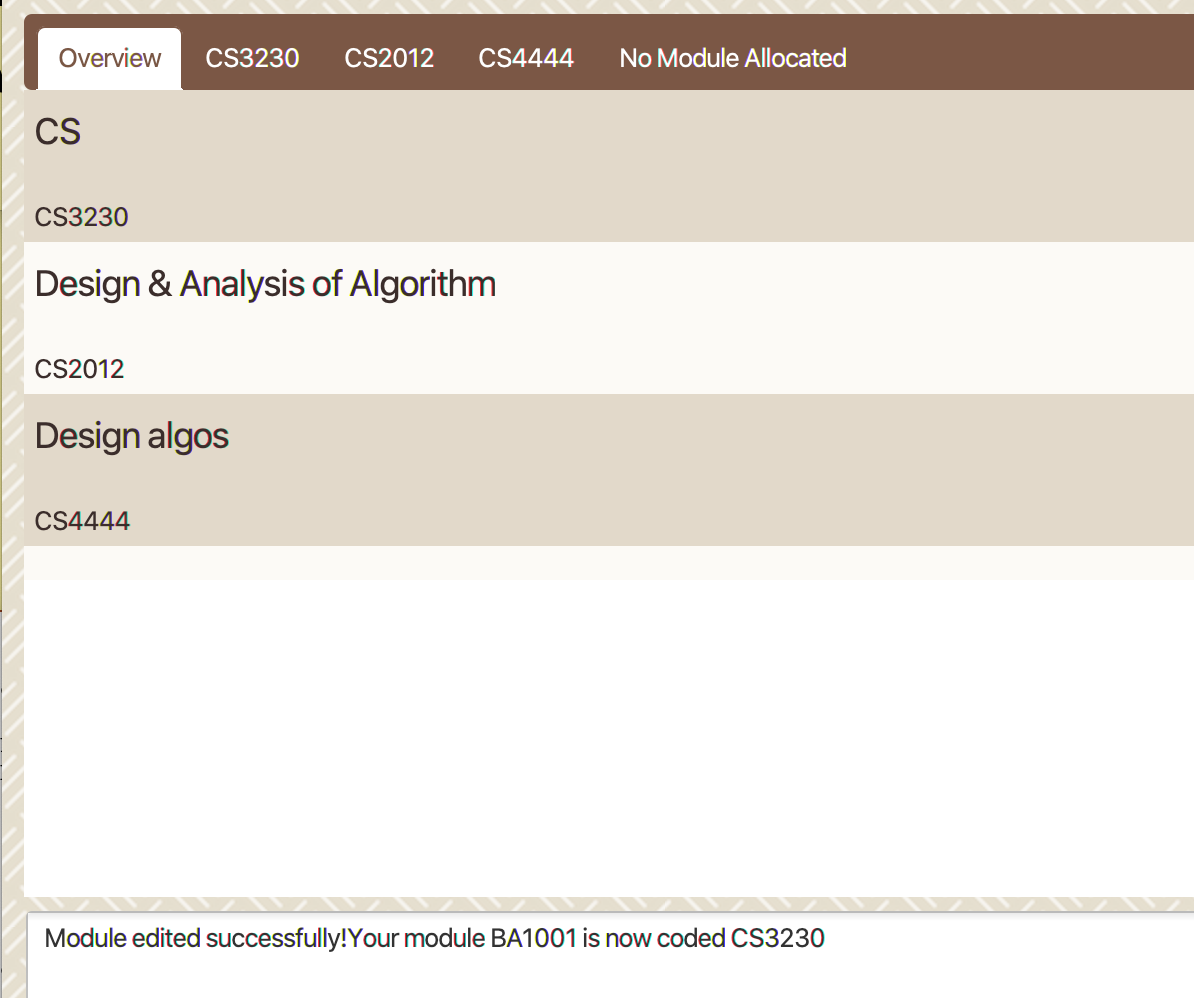 Overview CS3230 CS2012 CS4444 No Module Allocated
CS
CS3230
Design & Analysis of Algorithm
CS2012
Design algos
CS4444
Module edited successfully!Your module BA1001 is now coded CS3230